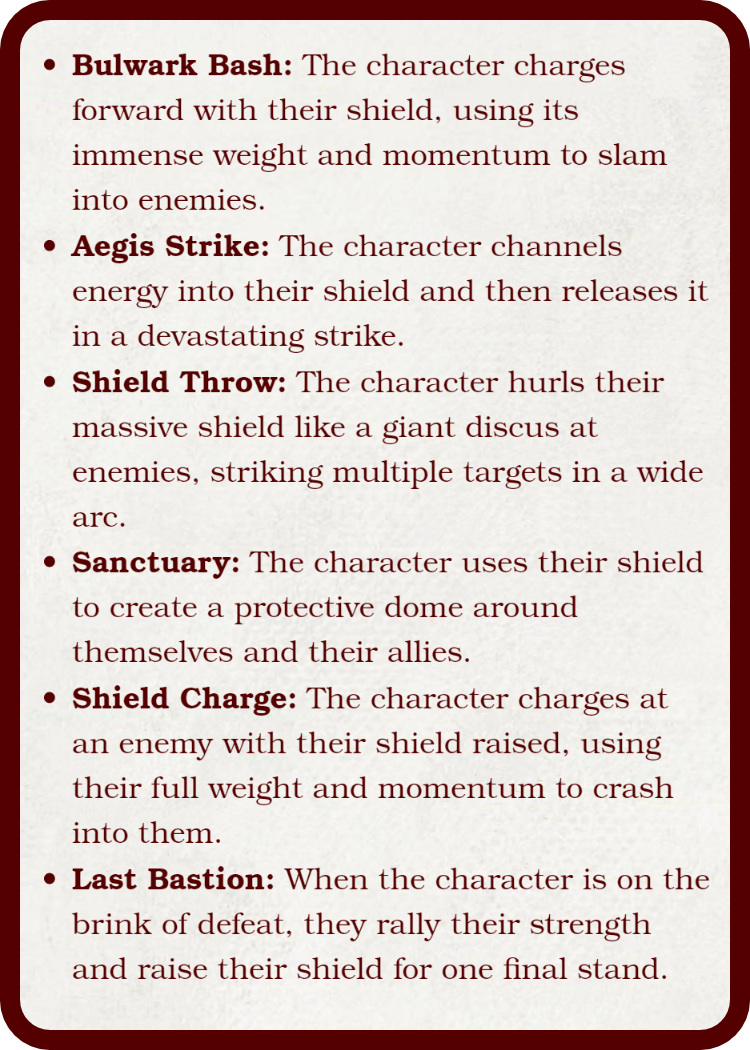 • Bulwark Bash: The character charges
forward with their shield, using its
immense weight and momentum to slam
into enemies.
• Aegis Strike: The character channels
energy into their shield and then releases it
in a devastating strike.
• Shield Throw: The character hurls their
massive shield like a giant discus at
enemies, striking multiple targets in a wide
arc.
• Sanctuary: The character uses their shield
to create a protective dome around
themselves and their allies.
• Shield Charge: The character charges at
an enemy with their shield raised, using
their full weight and momentum to crash
into them.
• Last Bastion: When the character is on the
brink of defeat, they rally their strength
and raise their shield for one final stand.